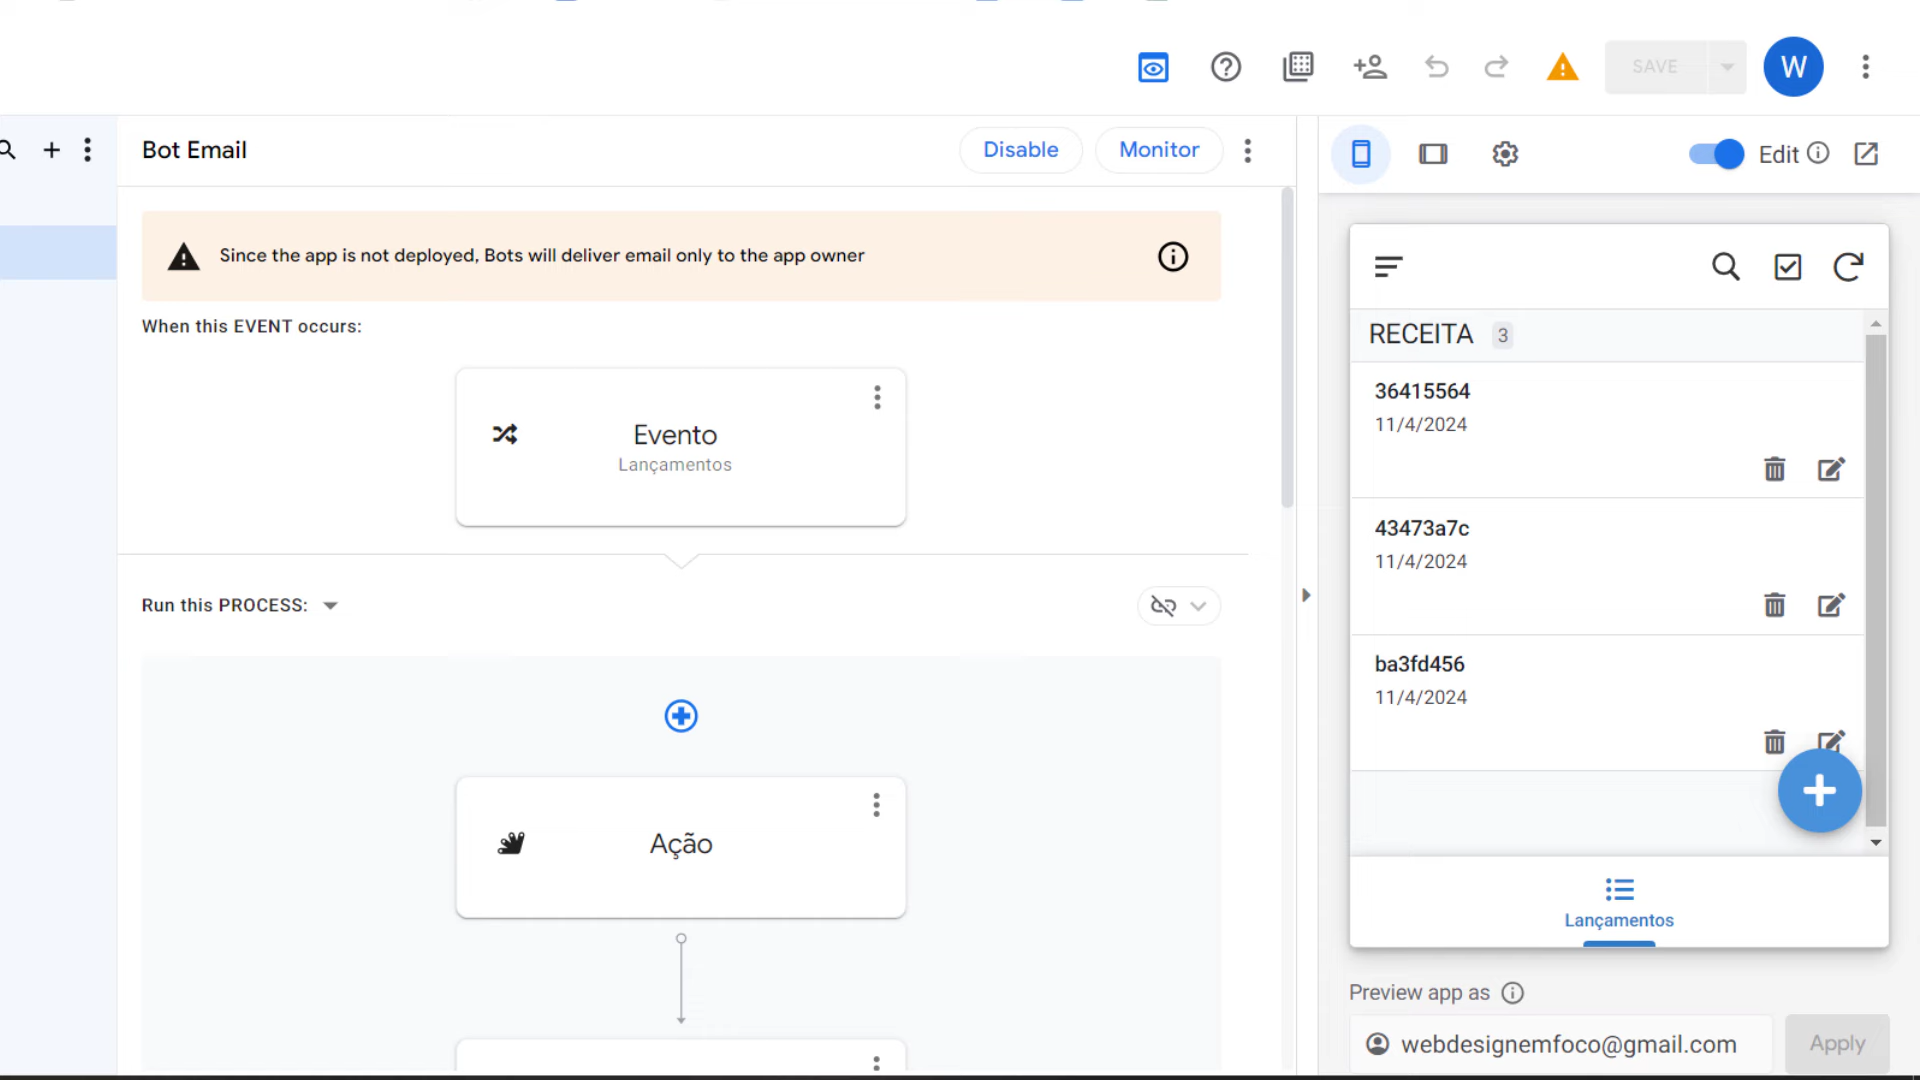 SAVE
W
Bot Email
Disable
Monitor
Edit
Since the app is not deployed, Bots will deliver email only to the app owner
When this EVENT occurs:
Evento
Lançamentos
Run this PROCESS:
Ação
RECEITA 3
36415564
11/4/2024
43473a7c
11/4/2024
ba3fd456
11/4/2024
Lançamentos
Preview app as
webdesignemfoco@gmail.com
Apply